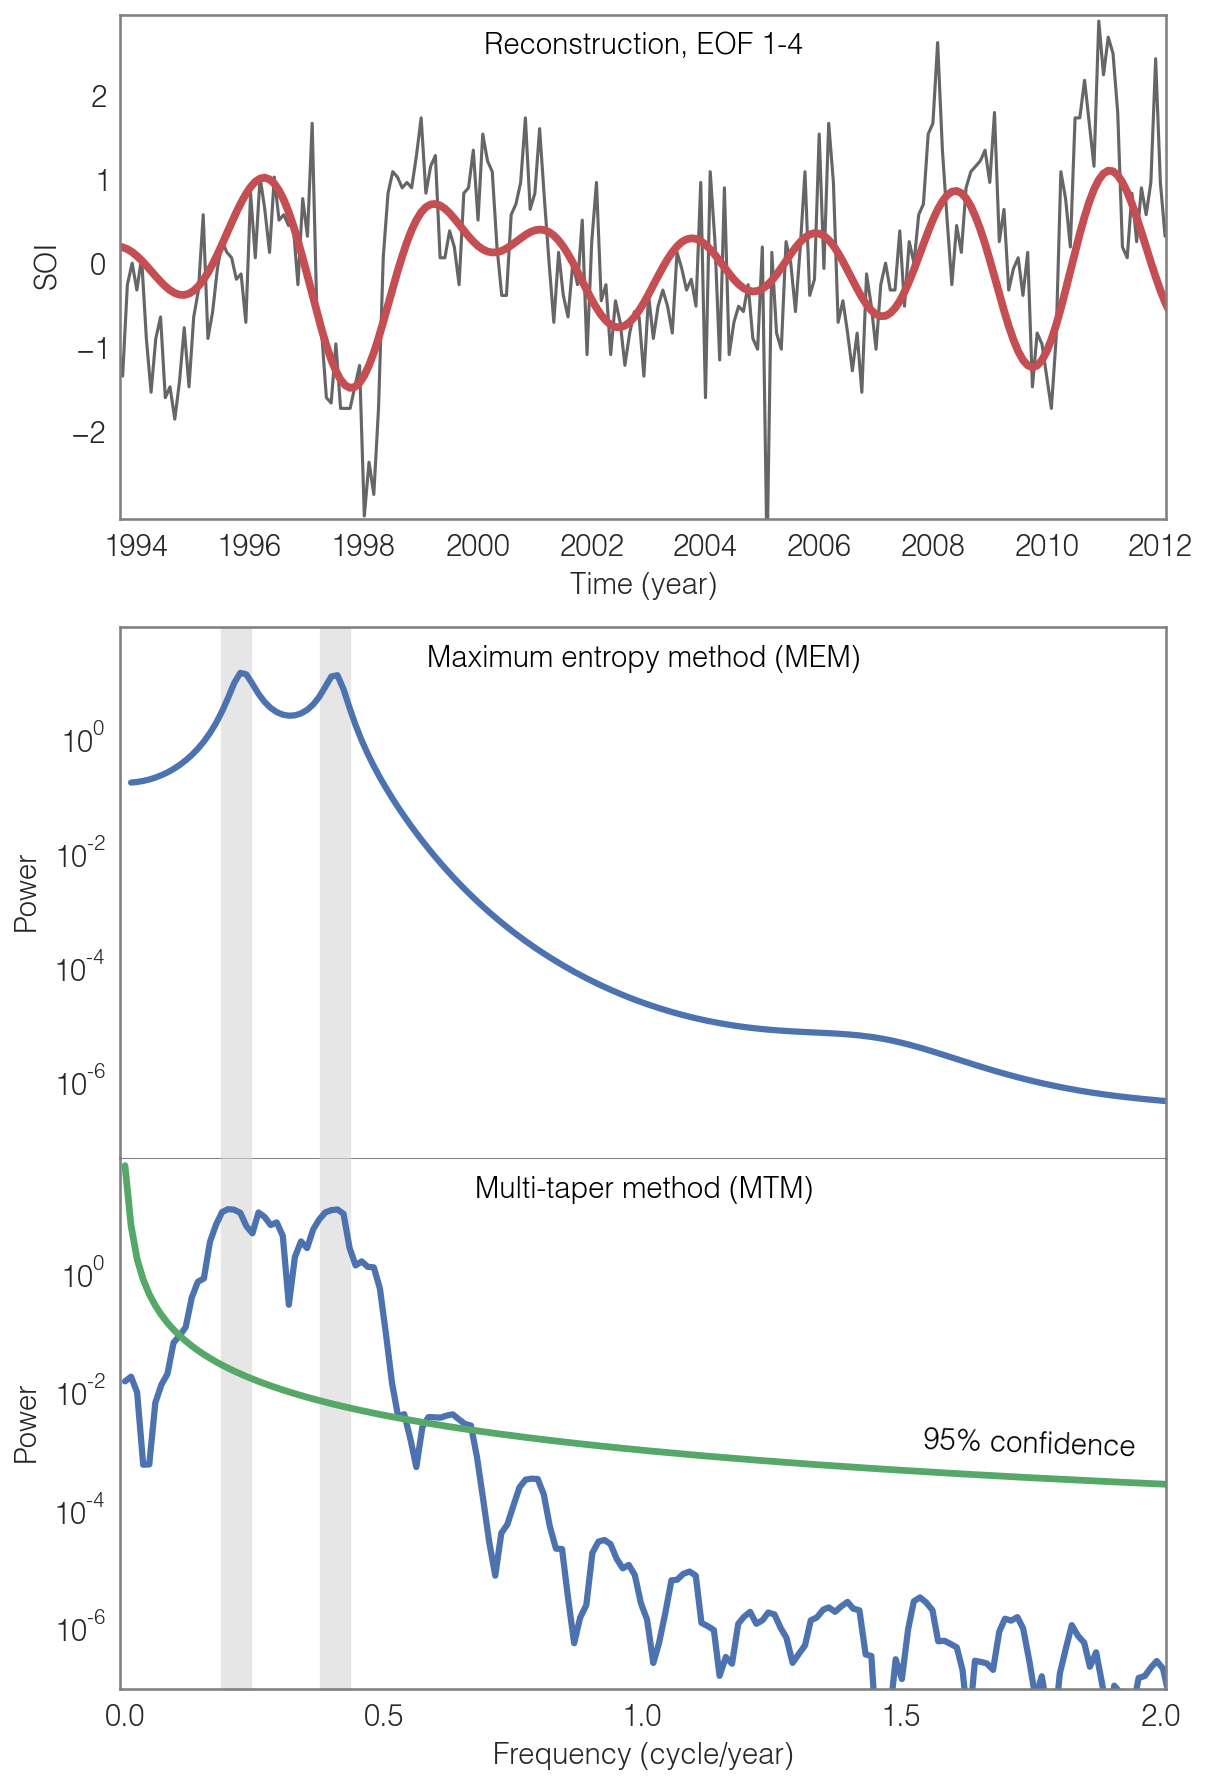 Reconstruction, EOF 1-4
2
1
0
−1
−2
SOI
1994 1996 1998 2000 2002 2004 2006 2008 2010 2012
Time (year)
Maximum entropy method (MEM)
10^0
10^-2
10^-4
10^-6
Power
Multi-taper method (MTM)
10^0
10^-2
10^-4
10^-6
Power
95% confidence
0.0 0.5 1.0 1.5 2.0
Frequency (cycle/year)